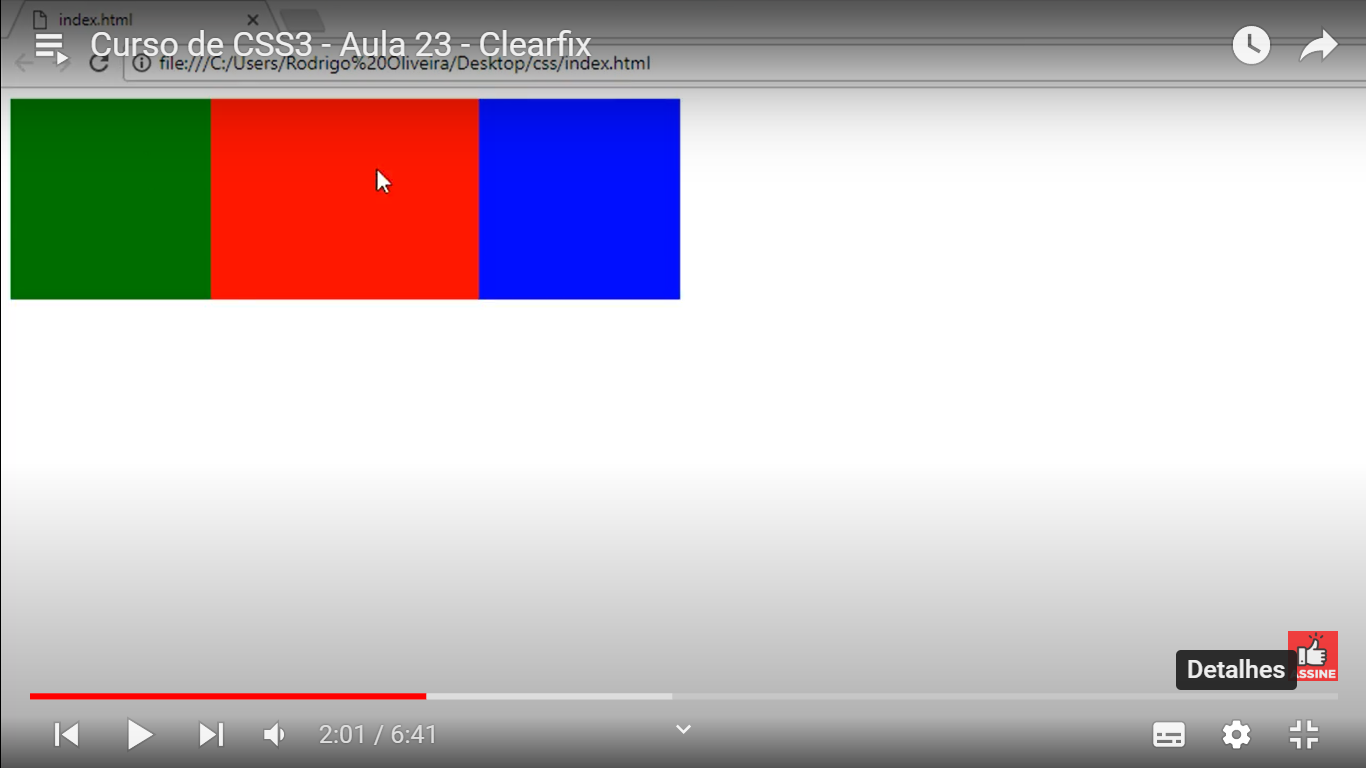 index.html
Curso de CSS3 - Aula 23 - Clearfix
file:///C:/Users/Rodrigo%20Oliveira/Desktop/css/index.html
Detalhes
SSINE
2:01 / 6:41